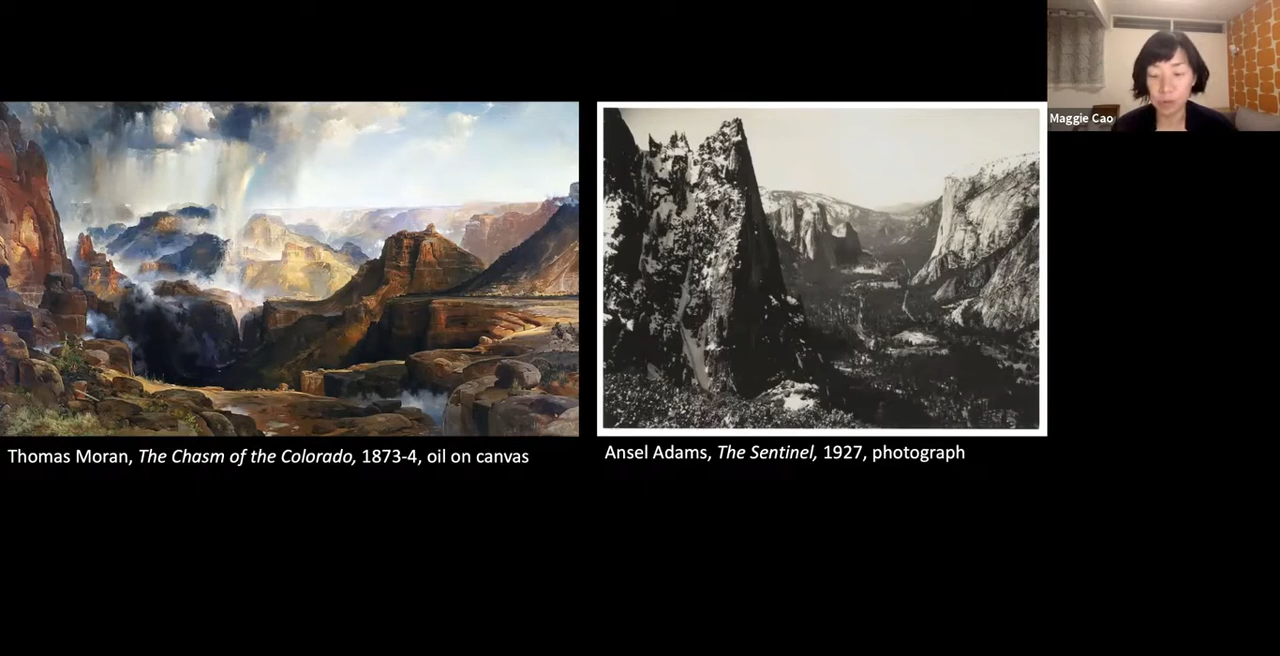 Maggie Cao
Thomas Moran, The Chasm of the Colorado, 1873-4, oil on canvas
Ansel Adams, The Sentinel, 1927, photograph